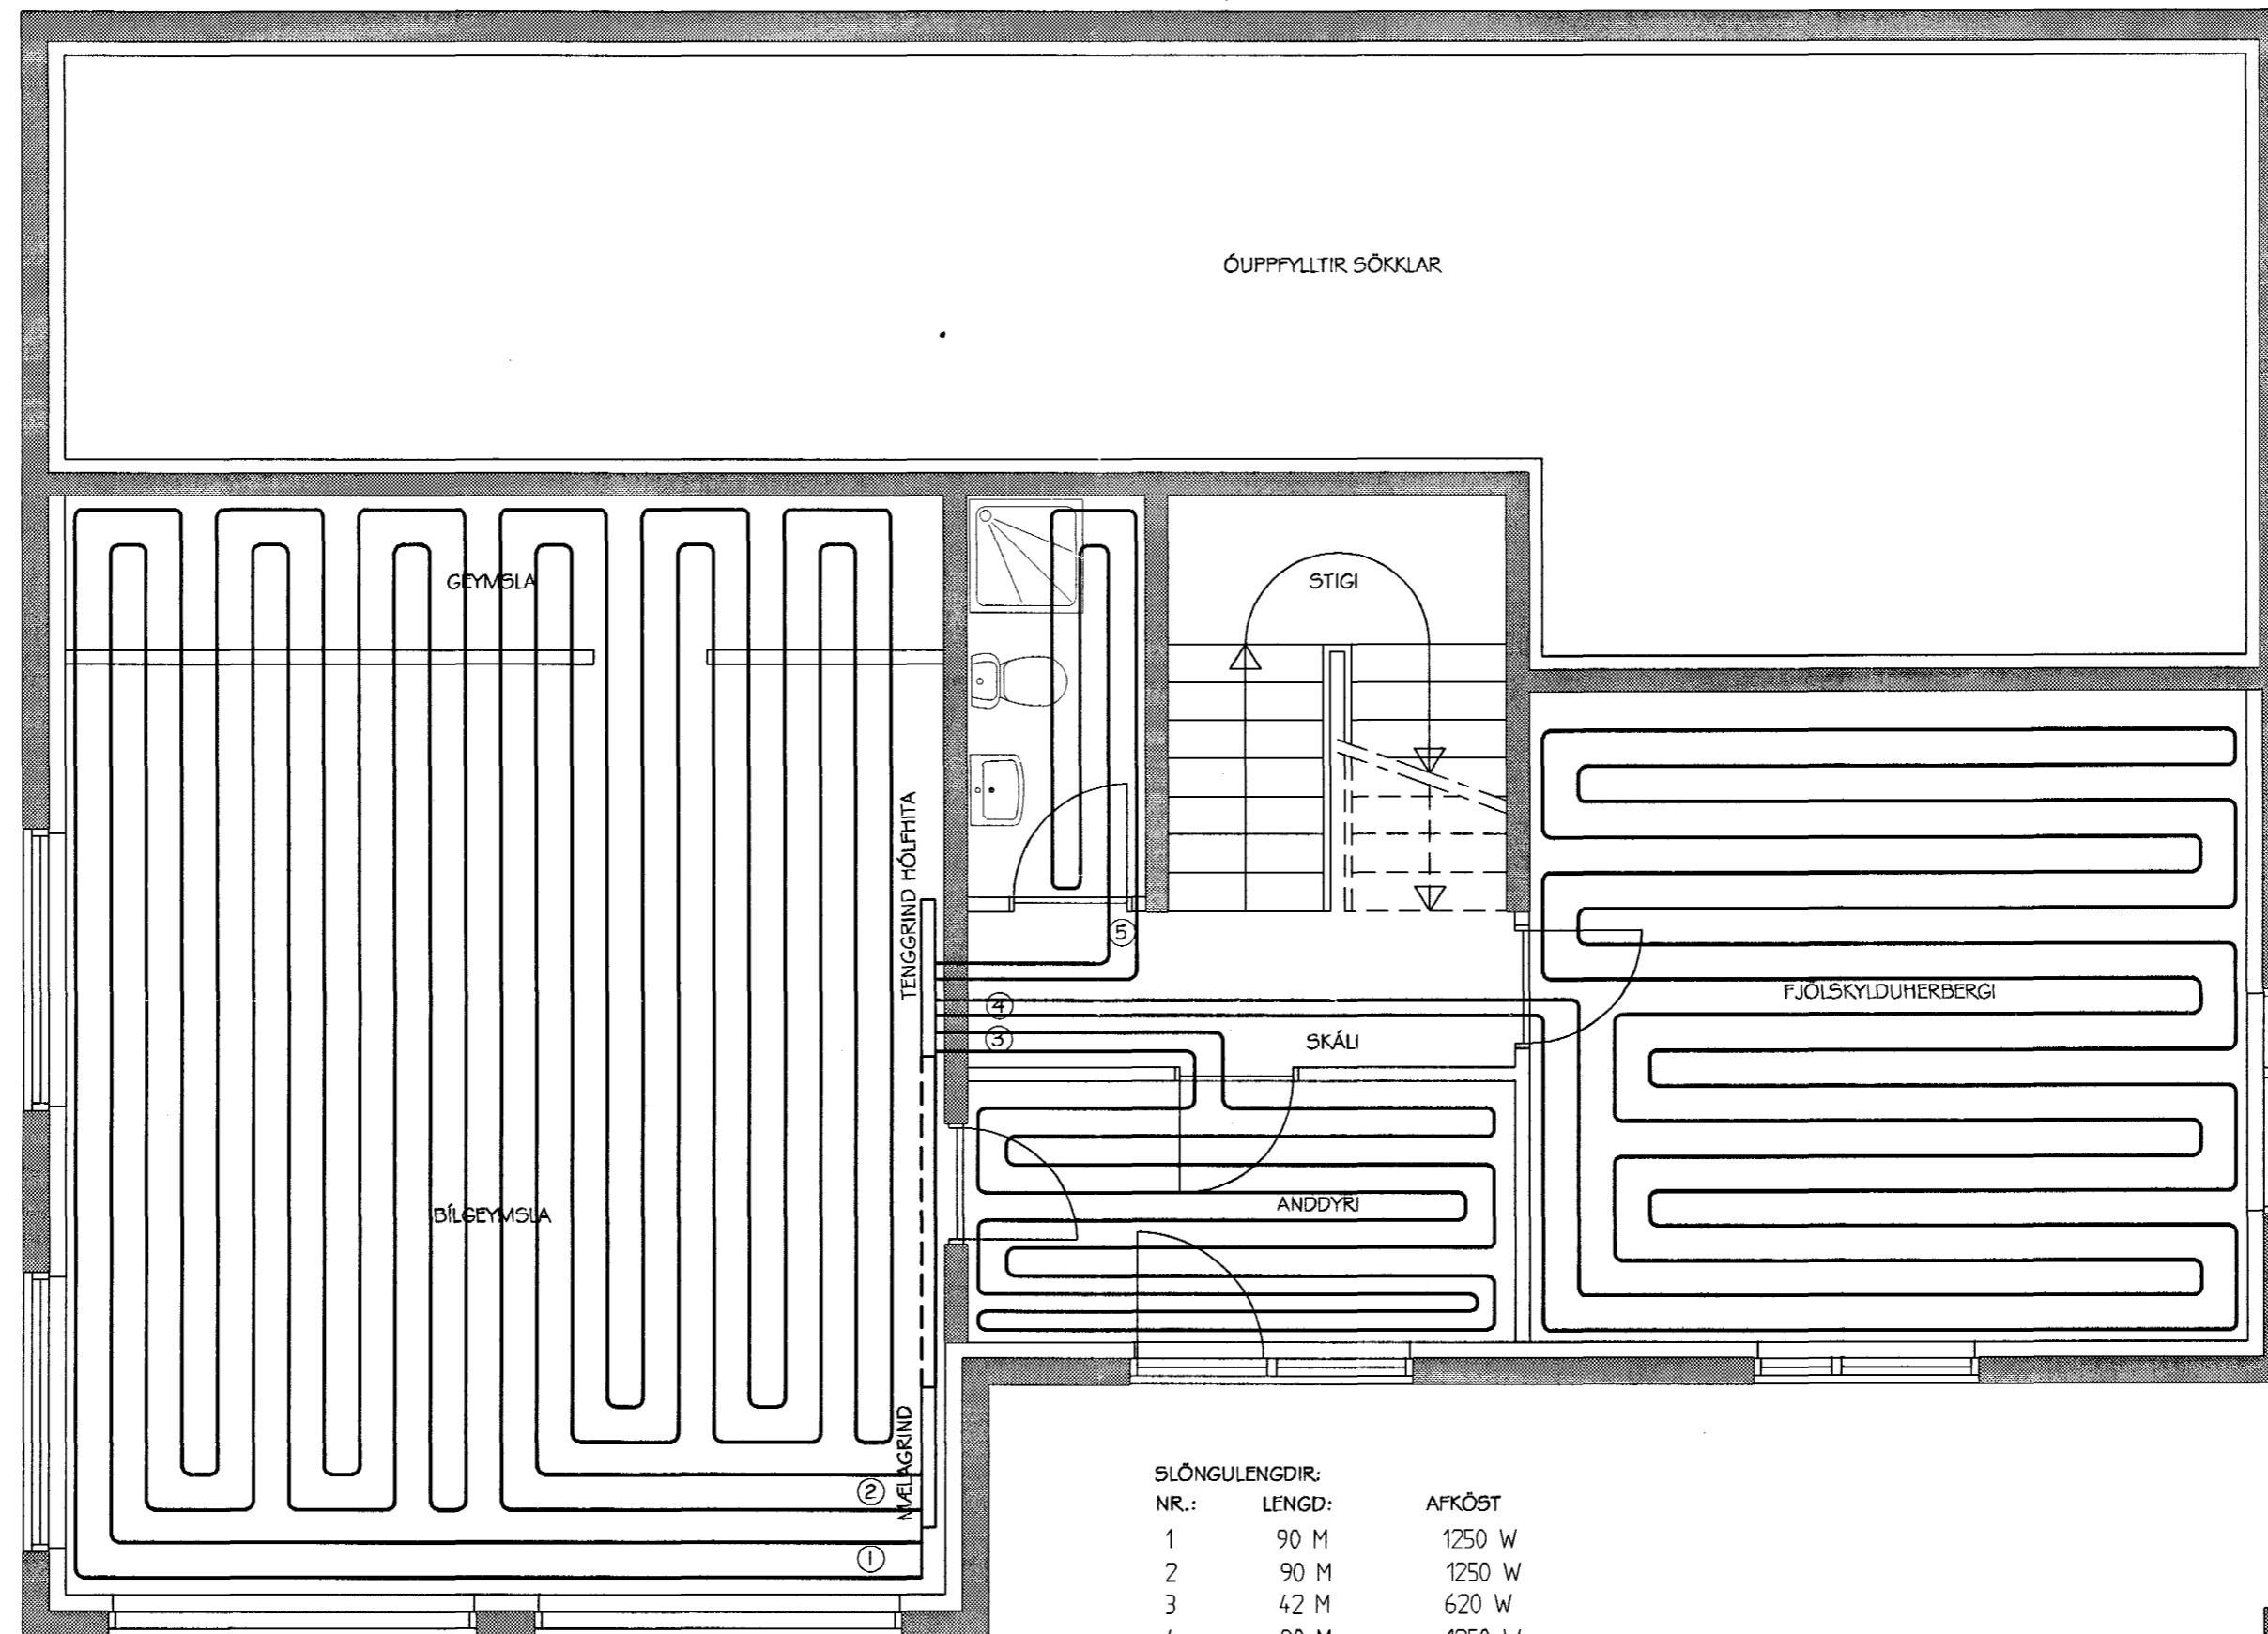 ÓUPPFYLLTIR SÖKKLAR
GEYMSLA
STIGI
TENGGRIND HÓLFHITA
5
4
3
SKÁLI
FJÖLSKYLDUHERBERGI
ANDDYRI
BÍLGEYMSLA
MÆLAGRIND
2
1
SLÖNGULENGDIR:
NR.: LENGD: AFKÖST
1 90 M 1250 W
2 90 M 1250 W
3 42 M 620 W